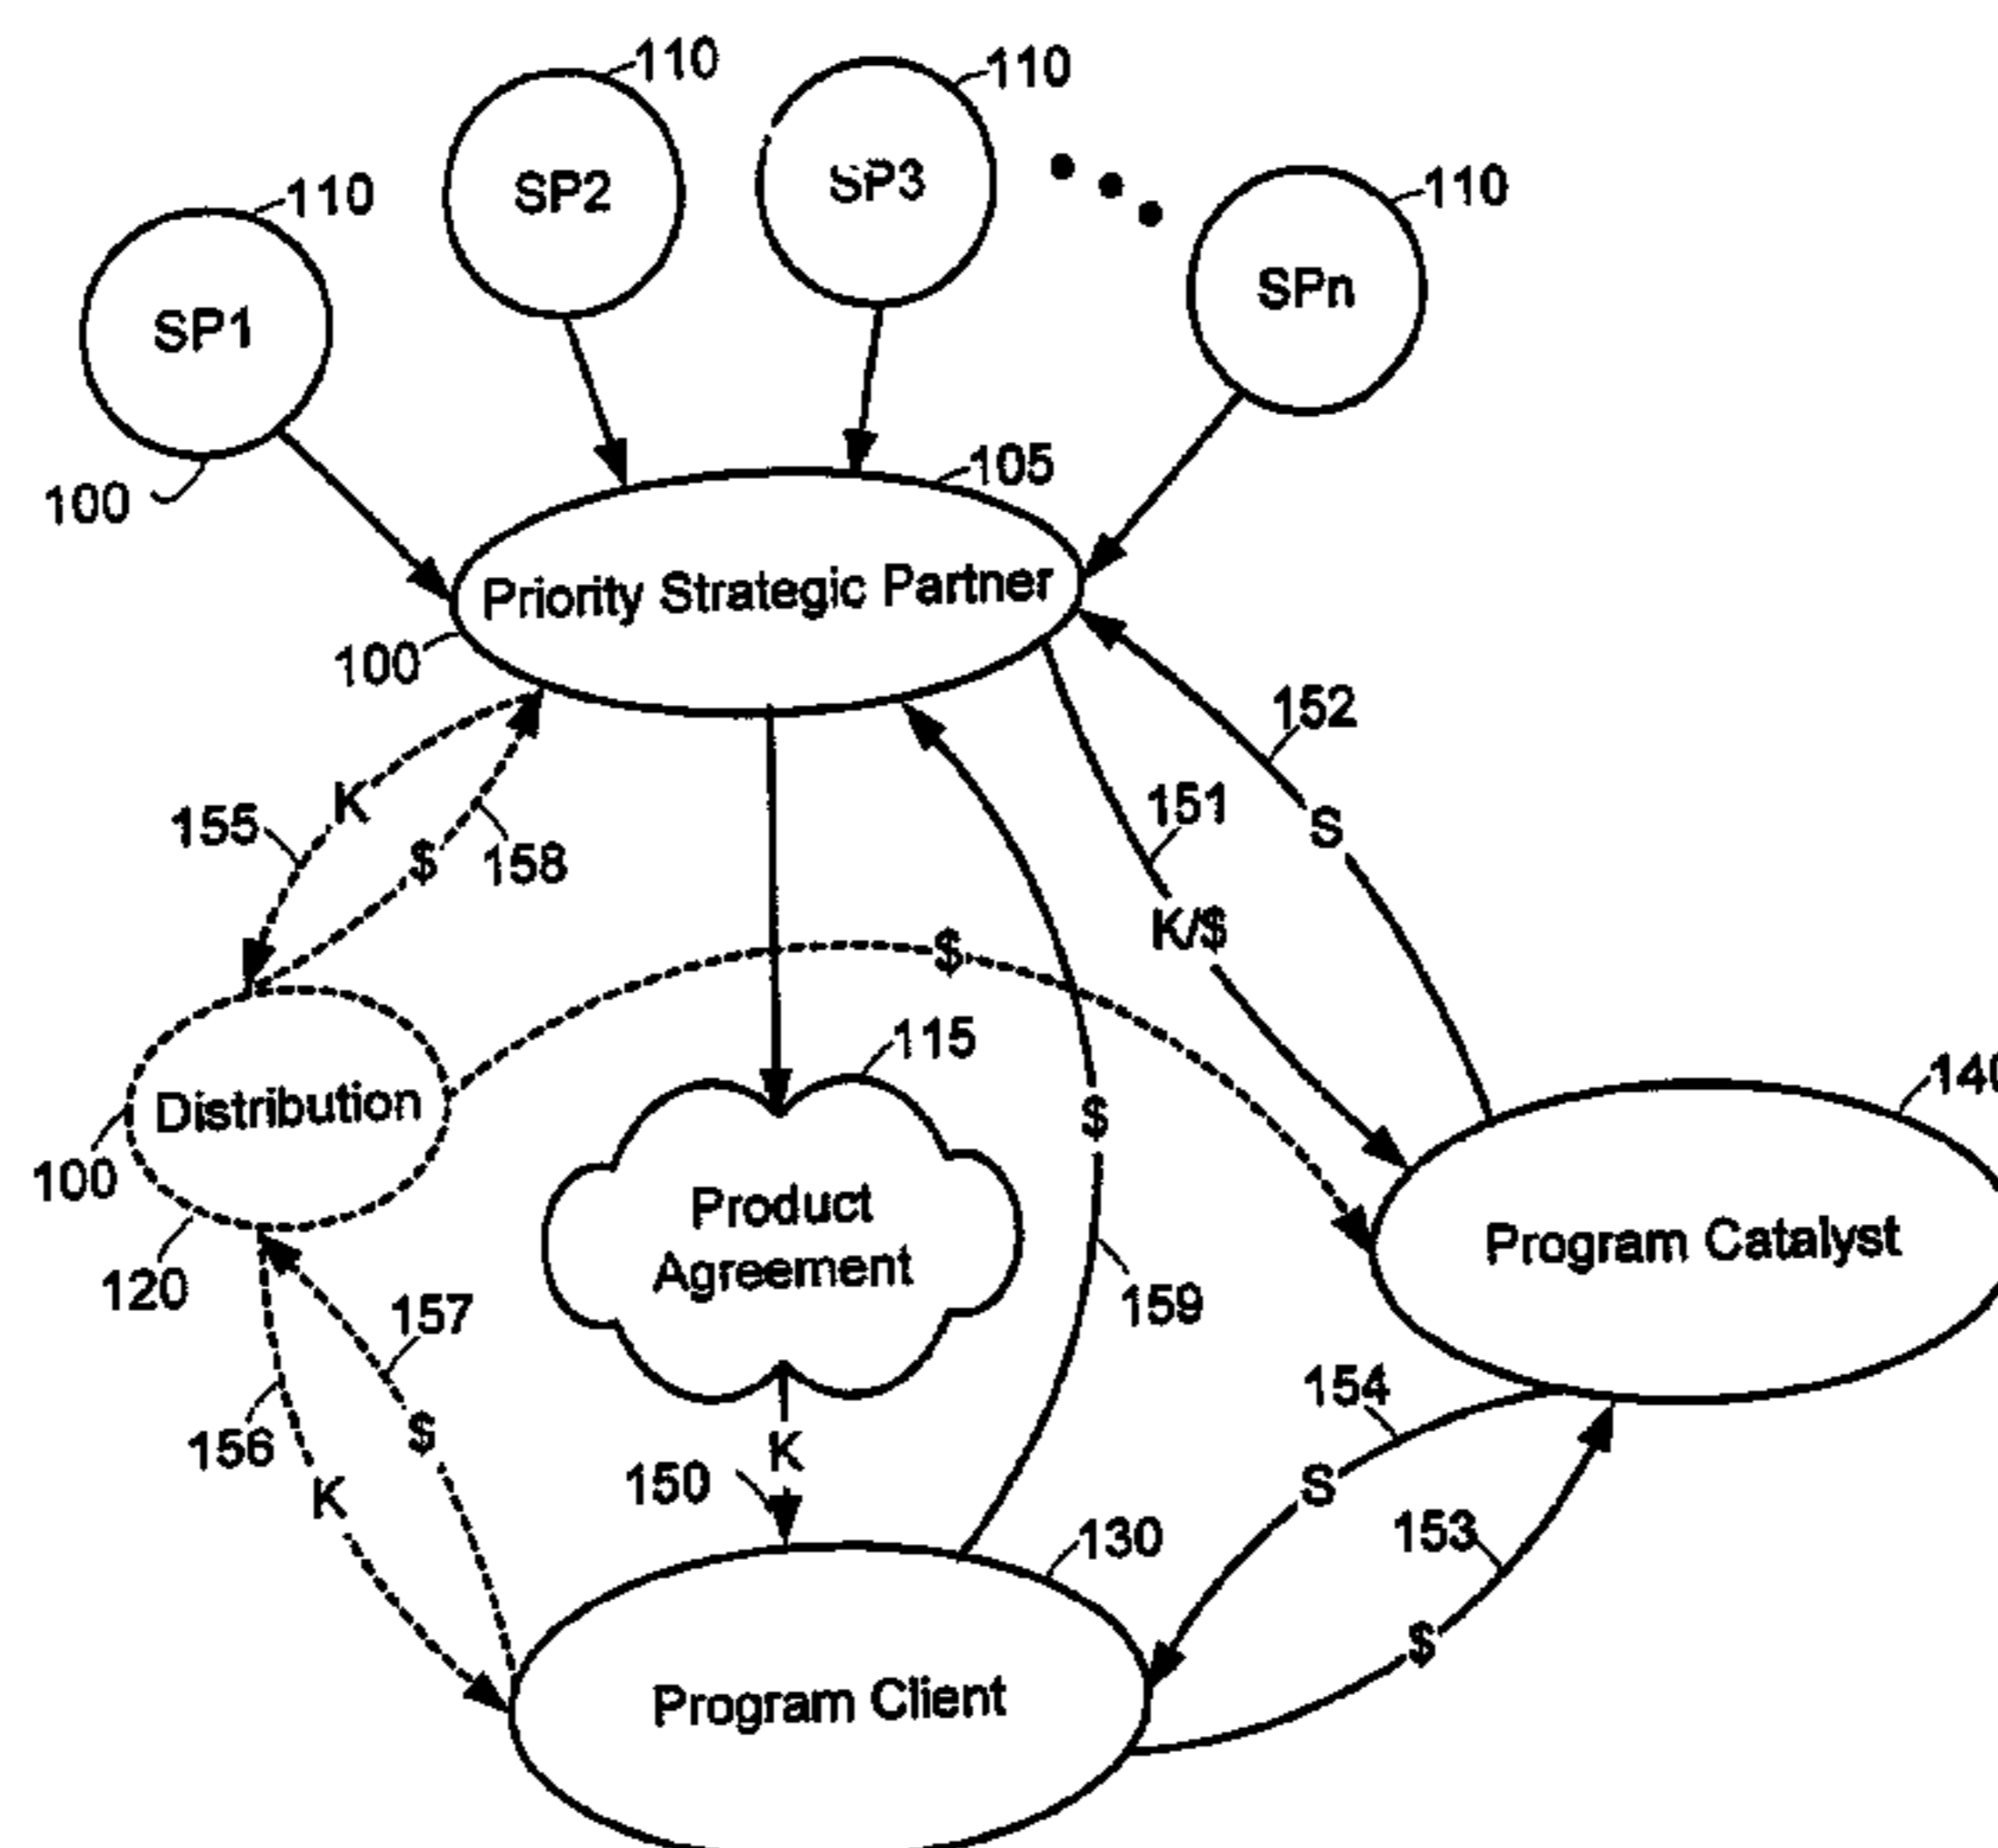 110
110
110
110
SP1
SP2
SP3
SPn
100
105
Priority Strategic Partner
100
152
151
155
K
$
158
S
K/$
$
115
140
Distribution
100
120
$
Product
Agreement
Program Catalyst
159
157
156
$
K
K
150
154
S
153
$
130
Program Client